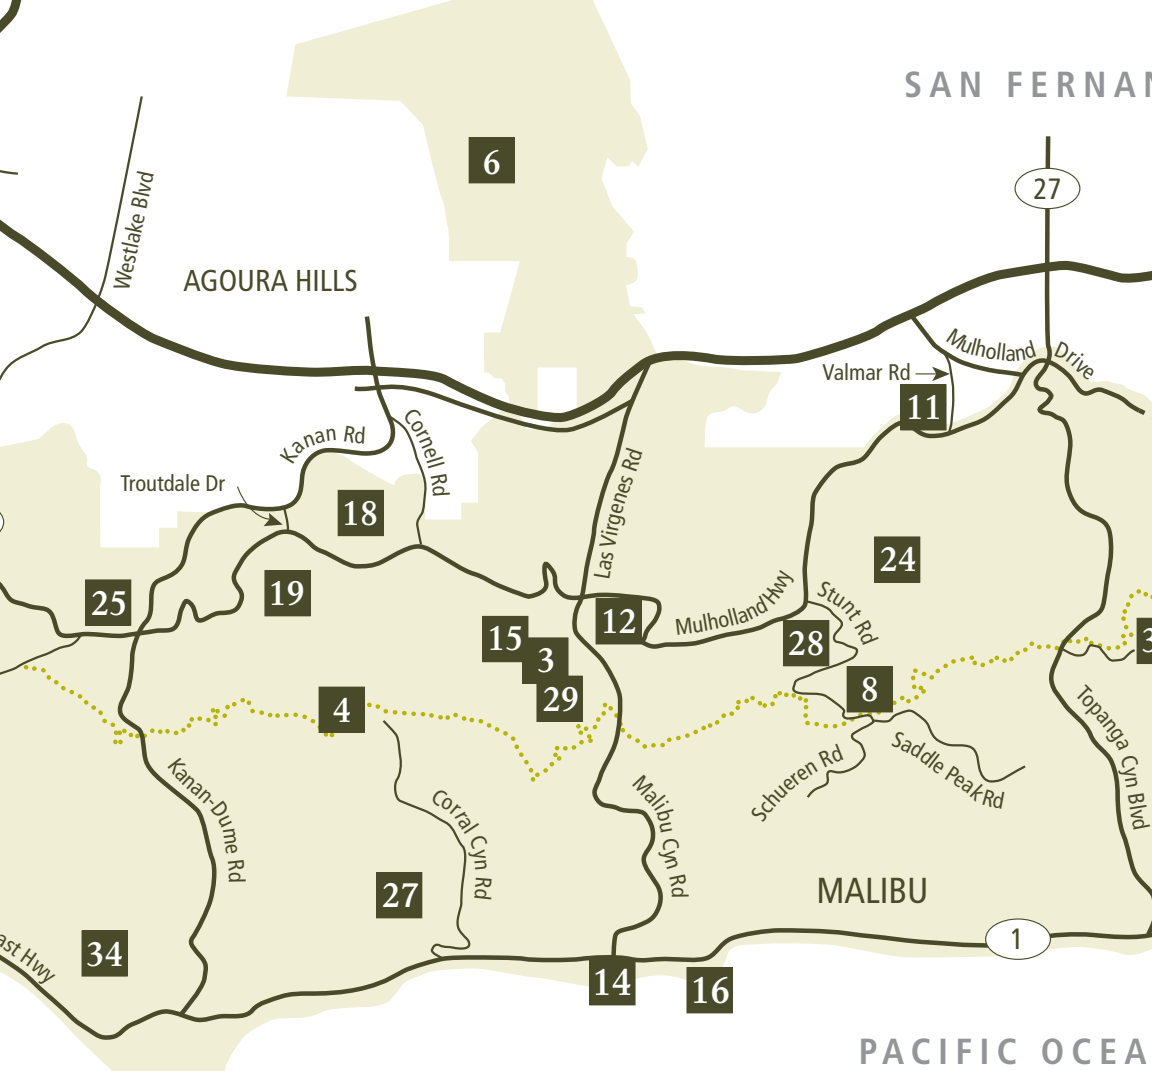 SAN FERNAN
6
27
Westlake Blvd
AGOURA HILLS
Mulholland Drive
Valmar Rd
11
Kanan Rd
Cornell Rd
Troutdale Dr
18
Las Virgenes Rd
24
25
19
12
Mulholland Hwy
Stunt Rd
15
3
28
29
8
4
3
Topanga Cyn Blvd
Saddle Peak Rd
Schueren Rd
Kanan-Dume Rd
Corral Cyn Rd
Malibu Cyn Rd
27
MALIBU
1
34
ast Hwy
14
16
PACIFIC OCEA